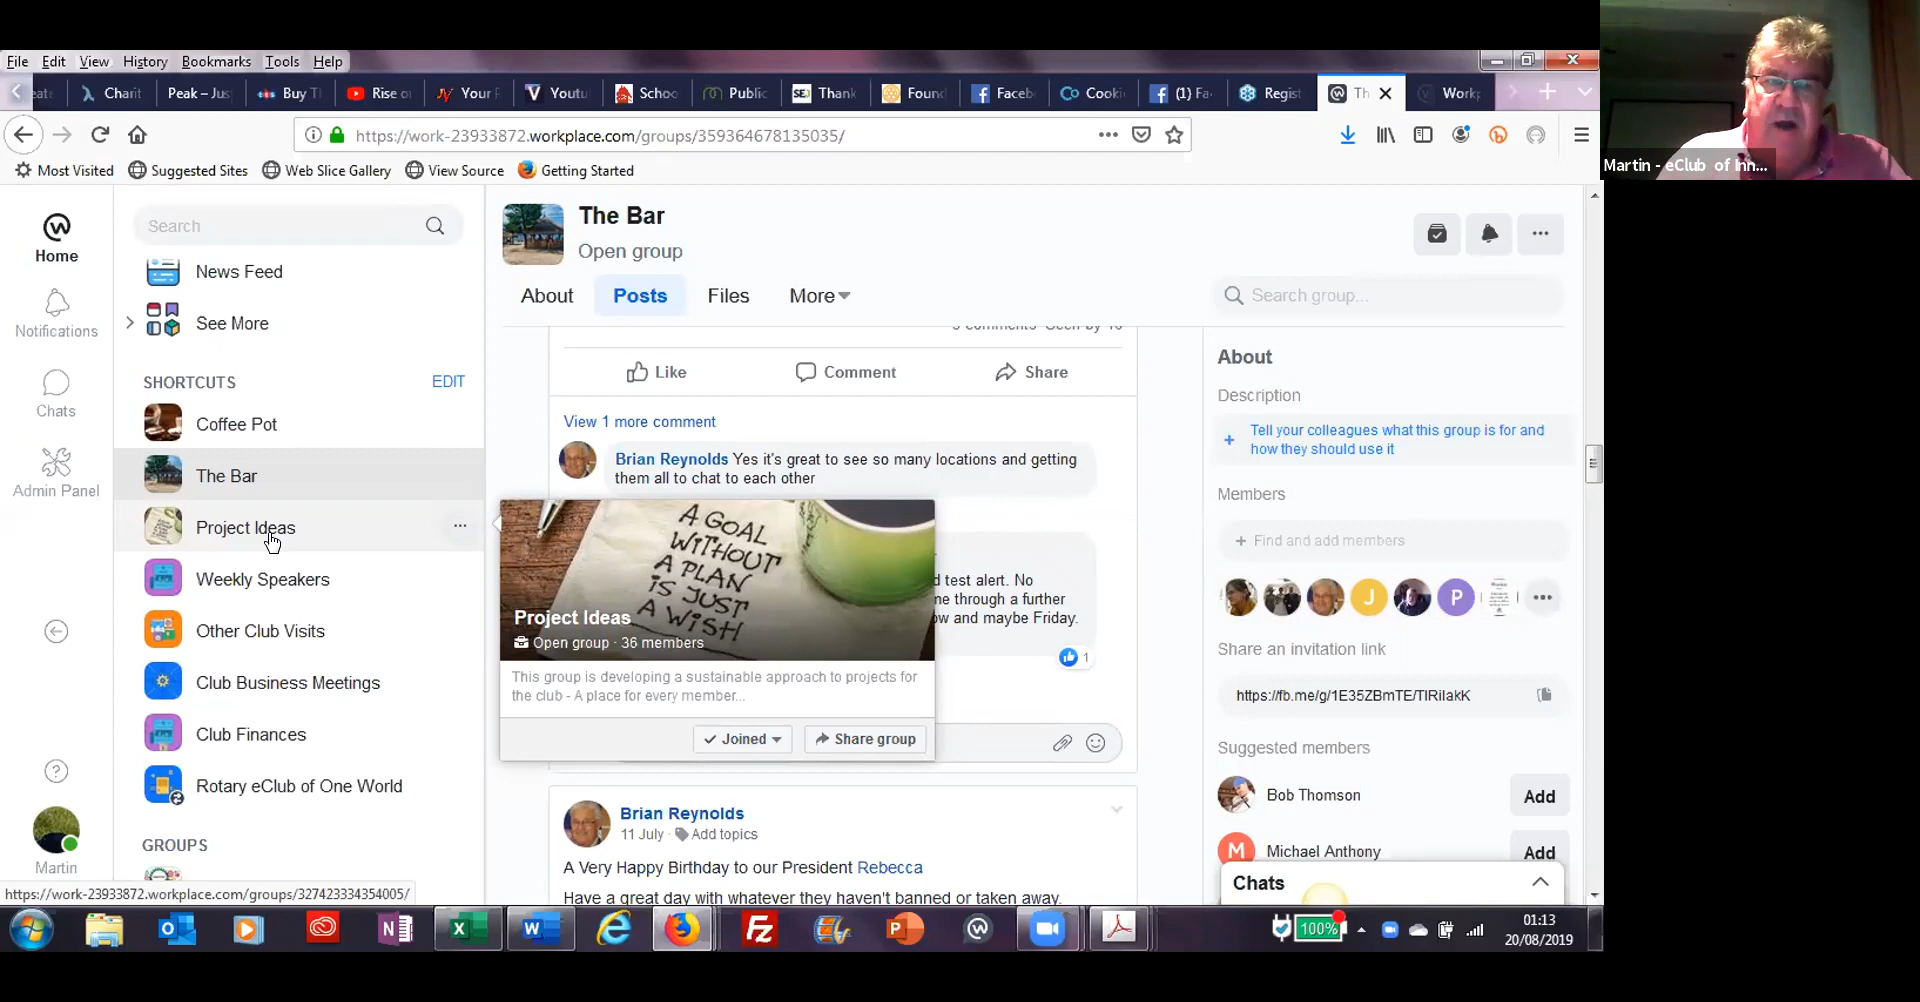 File Edit View History Bookmarks Tools Help
Charit
Peak – Jus
Buy T
Rise o
Your F
Youtu
Schoo
Public
Thank
Found
Faceb
Cooki
(1) Fa
Regist
Th
Work
https://work-23933872.workplace.com/groups/359364678135035/
Most Visited Suggested Sites Web Slice Gallery View Source Getting Started
Martin - eClub of Inn...
Home
Notifications
Chats
Admin Panel
Martin
Search
News Feed
See More
SHORTCUTS EDIT
Coffee Pot
The Bar
Project Ideas
Weekly Speakers
Other Club Visits
Club Business Meetings
Club Finances
Rotary eClub of One World
GROUPS
https://work-23933872.workplace.com/groups/327423334354005/
The Bar
Open group
About Posts Files More
Search group...
Like Comment Share
View 1 more comment
Brian Reynolds Yes it's great to see so many locations and getting
them all to chat to each other
A GOAL
WITHOUT
A PLAN
IS JUST
A WISH
Project Ideas
Open group · 36 members
This group is developing a sustainable approach to projects for
the club - A place for every member...
Joined Share group
d test alert. No
me through a further
ow and maybe Friday.
1
Brian Reynolds
11 July · Add topics
A Very Happy Birthday to our President Rebecca
Have a great day with whatever they haven't banned or taken away.
About
Description
+ Tell your colleagues what this group is for and
how they should use it
Members
+ Find and add members
J
P
Share an invitation link
Suggested members
Bob Thomson Add
M Michael Anthony Add
Chats
100%
01:13
20/08/2019